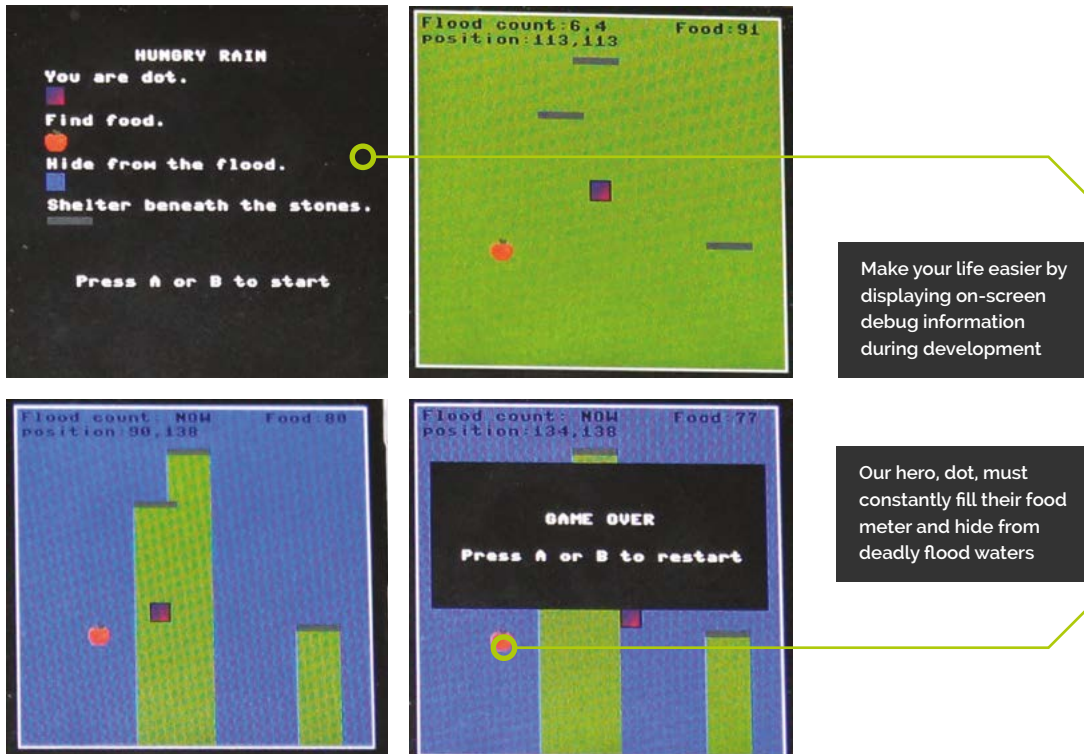 HUNGRY RAIN
You are dot.
Find food.
Hide from the flood.
Shelter beneath the stones.
Press A or B to start
Flood count:6,4
Food:91
position:113,113
Make your life easier by
displaying on-screen
debug information
during development
Flood count: NOW
Food:80
position:90,138
Flood count: NOW
Food:77
position:134,138
GAME OVER
Press A or B to restart
Our hero, dot, must
constantly fill their food
meter and hide from
deadly flood waters